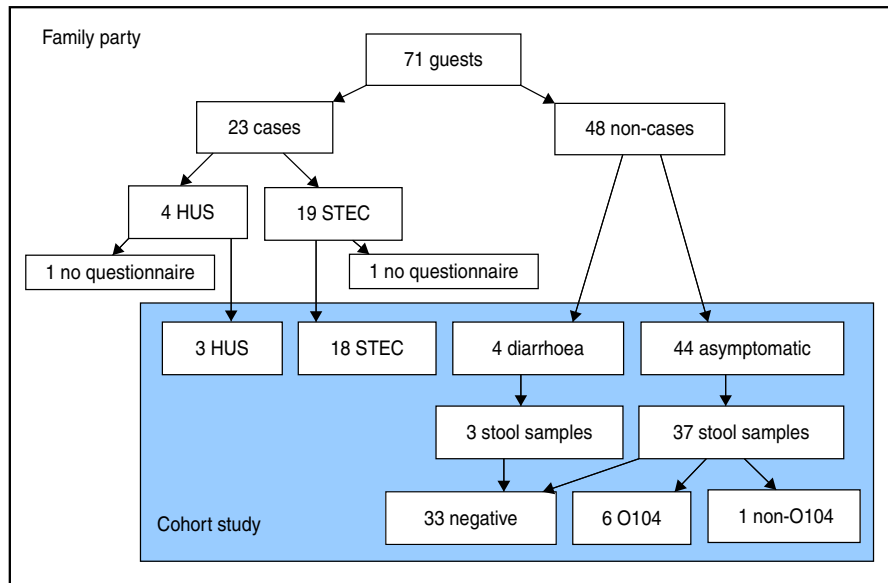 Family party
71 guests
23 cases
48 non-cases
4 HUS
19 STEC
1 no questionnaire
1 no questionnaire
3 HUS
18 STEC
4 diarrhoea
44 asymptomatic
3 stool samples
37 stool samples
33 negative
6 O104
1 non-O104
Cohort study